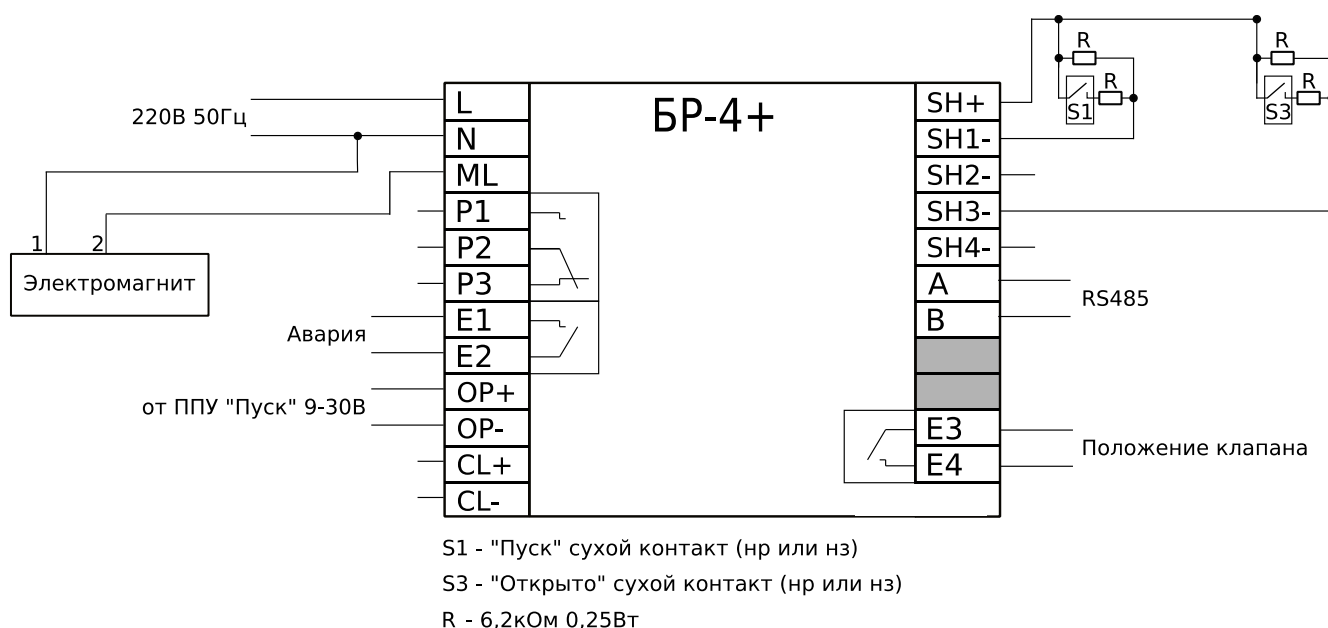 БР-4+
220В 50Гц
L
N
ML
P1
P2
P3
E1
E2
OP+
OP-
CL+
CL-
1
2
Электромагнит
Авария
от ППУ "Пуск" 9-30В
SH+
SH1-
SH2-
SH3-
SH4-
A
B
E3
E4
R
R
S1
R
R
S3
RS485
Положение клапана
S1 - "Пуск" сухой контакт (нр или нз)
S3 - "Открыто" сухой контакт (нр или нз)
R - 6,2кОм 0,25Вт